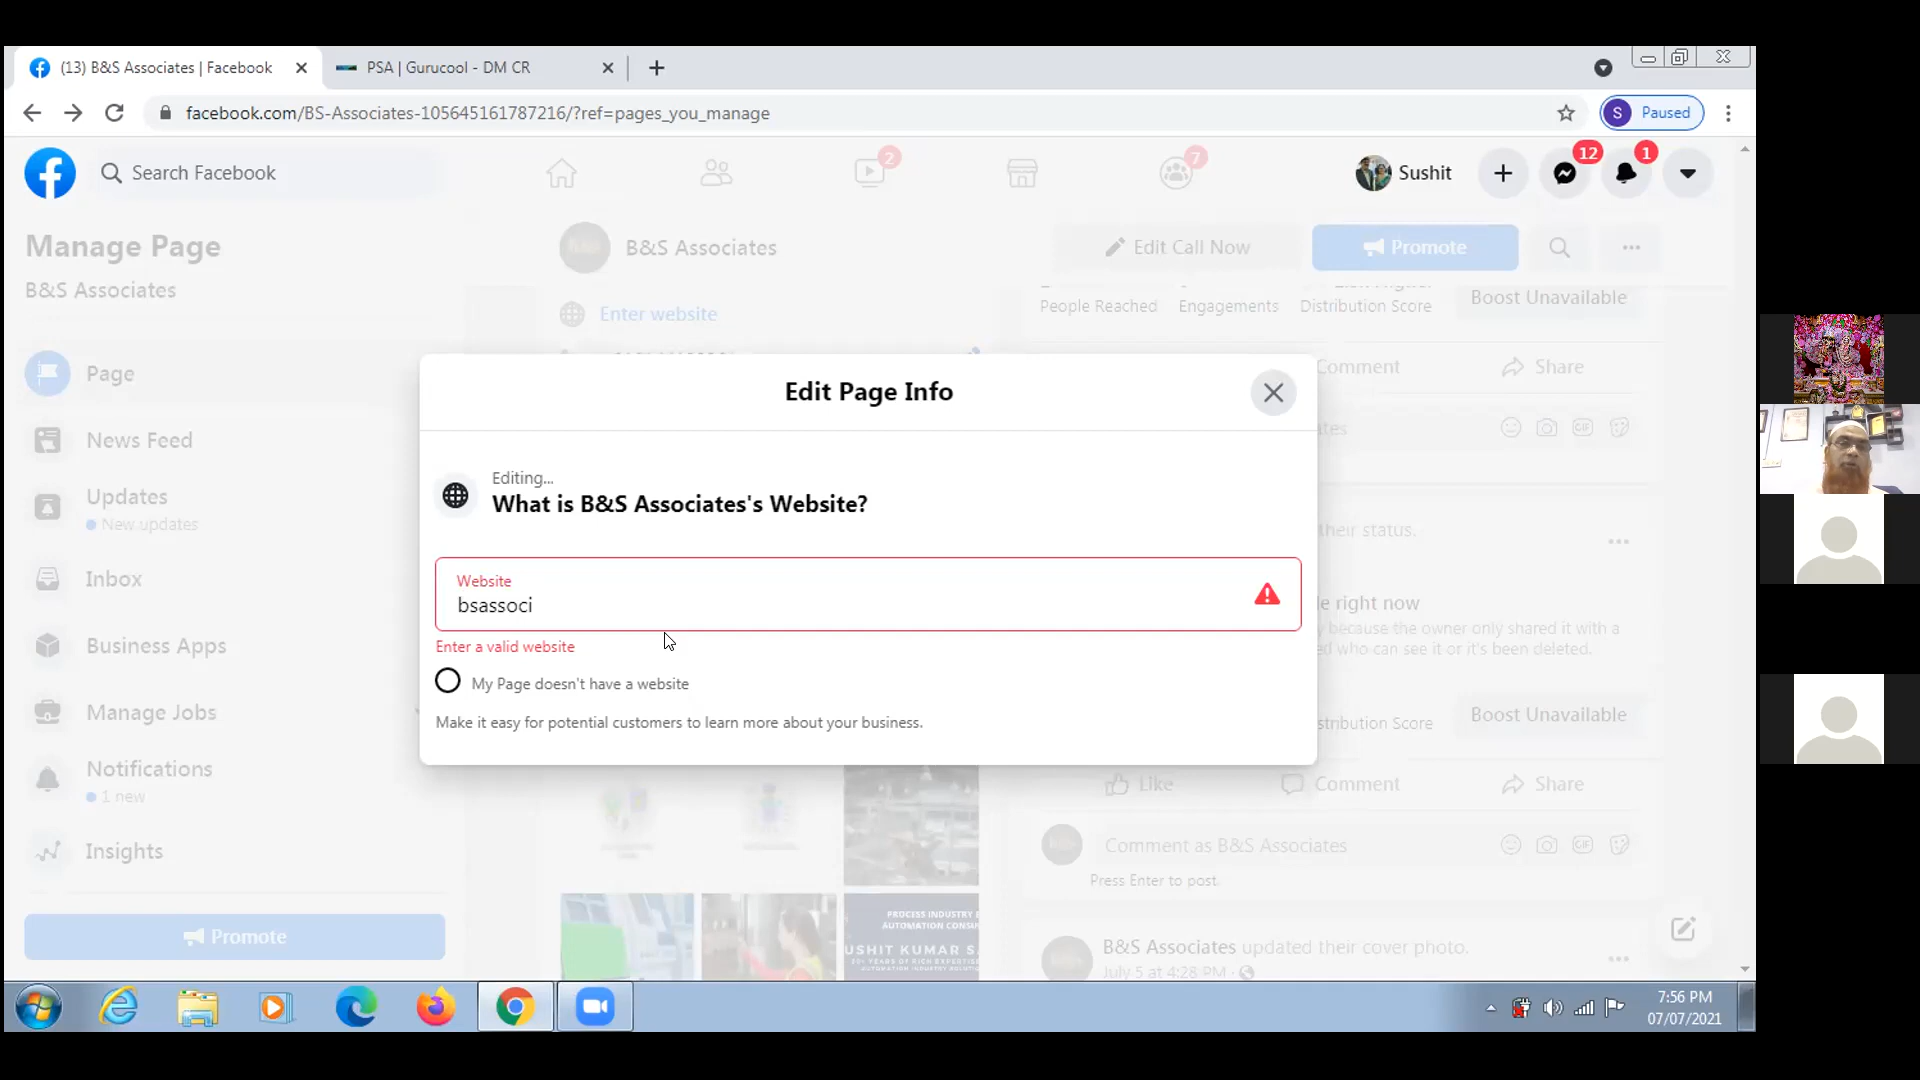 (13) B&S Associates | Facebook
PSA | Gurucool - DM CR
facebook.com/BS-Associates-105645161787216/?ref=pages_you_manage
S Paused
Search Facebook
2
7
Sushit
12
1
Manage Page
B&S Associates
B&S Associates
Edit Call Now
Promote
Enter website
People Reached
Engagements
Distribution Score
Boost Unavailable
Page
Comment
Share
News Feed
Updates
New updates
Inbox
Business Apps
Manage Jobs
Notifications
1 new
Insights
Promote
Edit Page Info
Editing...
What is B&S Associates's Website?
Website
bsassoci
Enter a valid website
My Page doesn't have a website
Make it easy for potential customers to learn more about your business.
their status.
right now
because the owner only shared it with a
who can see it or it's been deleted.
Score
Boost Unavailable
Like
Comment
Share
Comment as B&S Associates
Press Enter to post.
PROCESS INDUSTRY
AUTOMATION
KUMAR
B&S Associates updated their cover photo.
July 5 at 4:28 PM
7:56 PM
07/07/2021